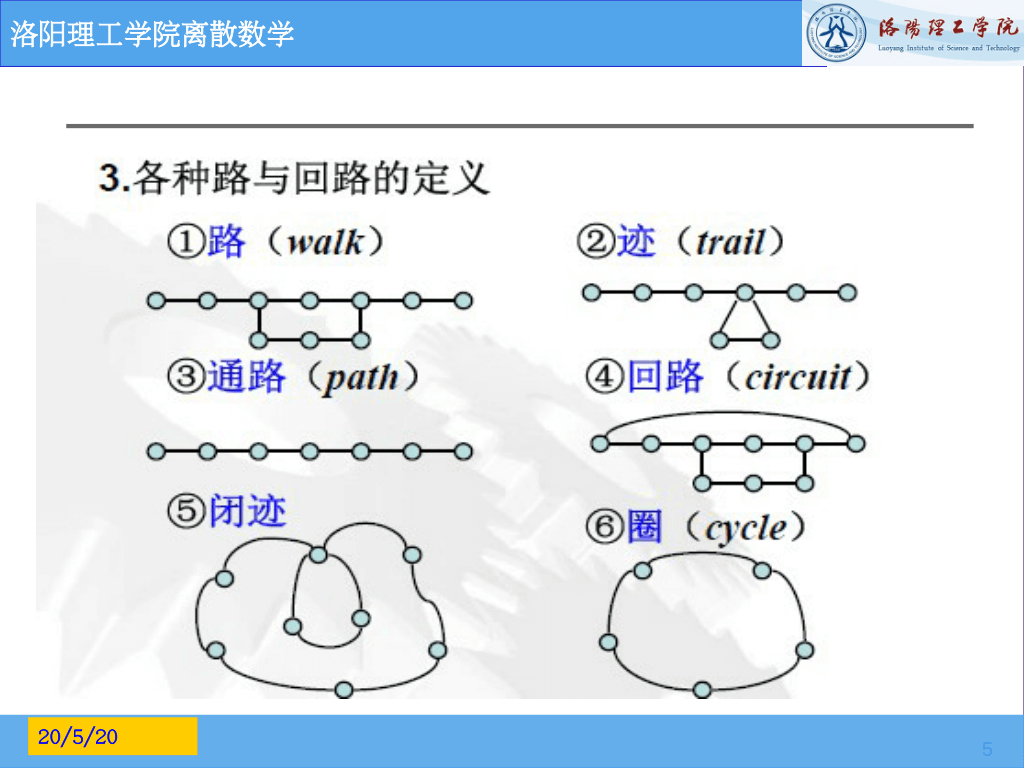 洛阳理工学院离散数学
洛陽理工学院
Luoyang Institute of Science and Technology
3.各种路与回路的定义
①路（walk）
②迹（trail）
③通路（path）
④回路（circuit）
⑤闭迹
⑥圈（cycle）
20/5/20
5